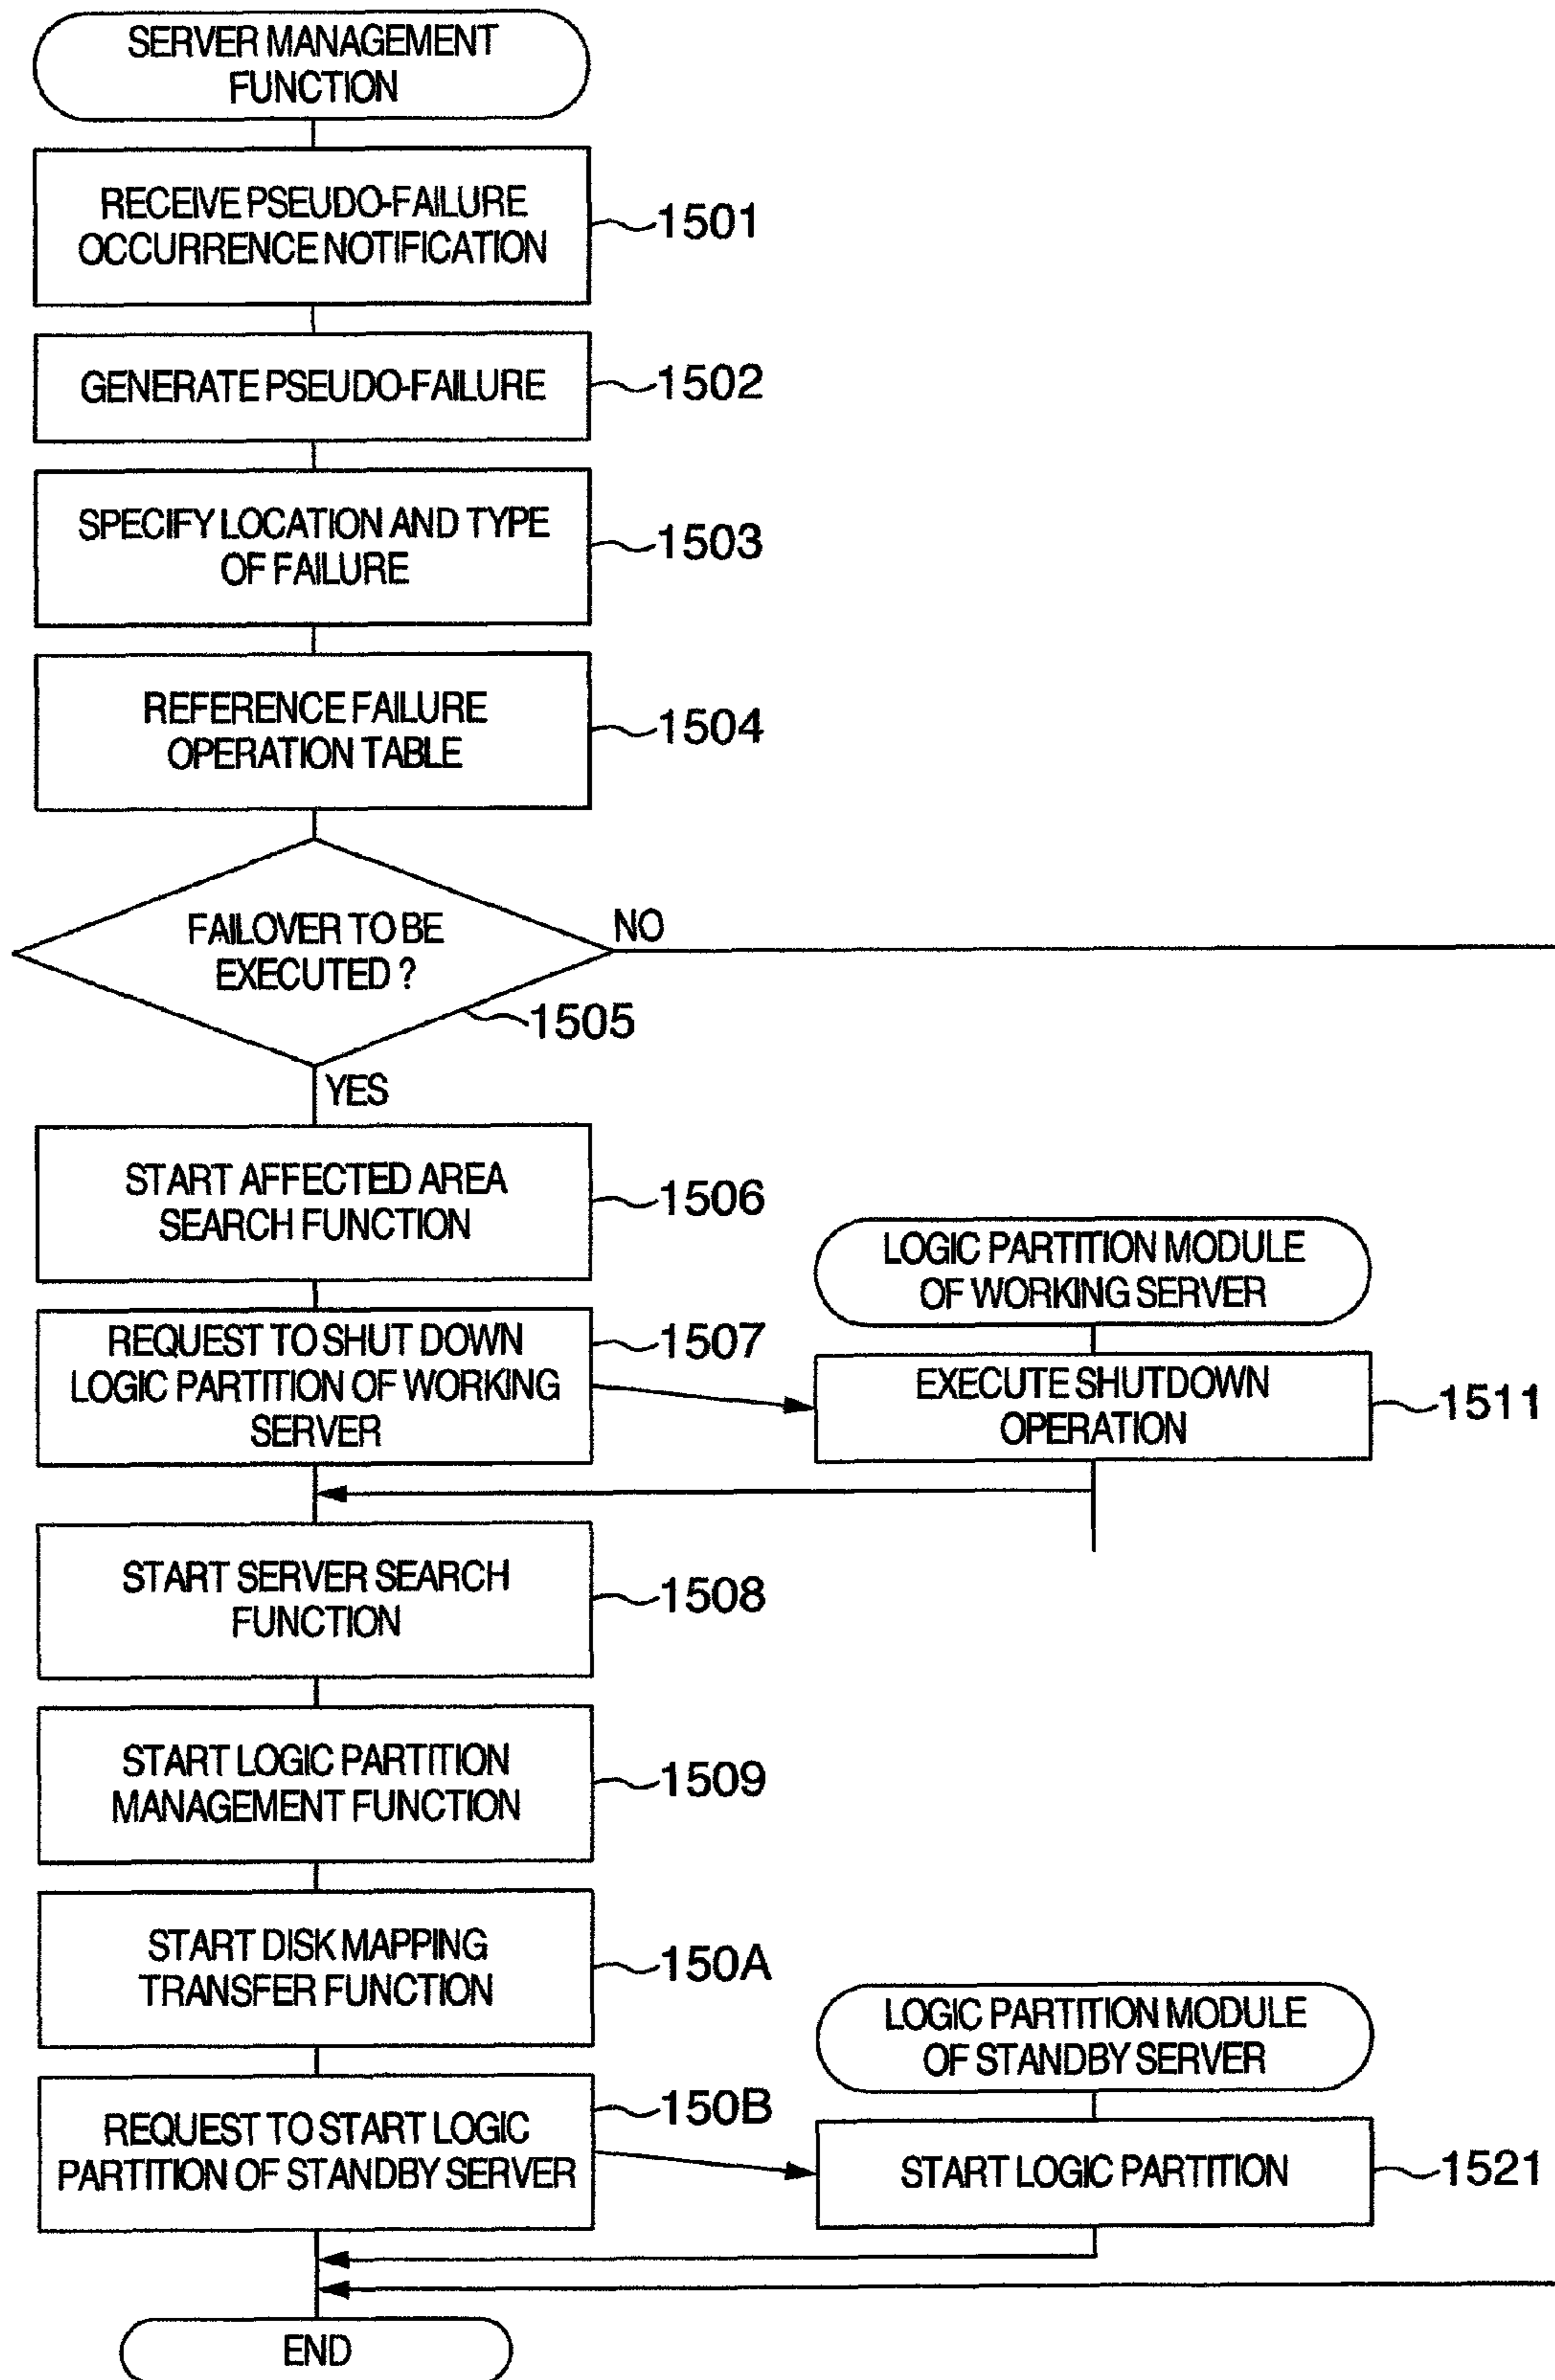 SERVER MANAGEMENT
FUNCTION
RECEIVE PSEUDO-FAILURE
OCCURRENCE NOTIFICATION
1501
GENERATE PSEUDO-FAILURE
1502
SPECIFY LOCATION AND TYPE
OF FAILURE
1503
REFERENCE FAILURE
OPERATION TABLE
1504
FAILOVER TO BE
EXECUTED ?
NO
1505
YES
START AFFECTED AREA
SEARCH FUNCTION
1506
LOGIC PARTITION MODULE
OF WORKING SERVER
REQUEST TO SHUT DOWN
LOGIC PARTITION OF WORKING
SERVER
1507
EXECUTE SHUTDOWN
OPERATION
1511
START SERVER SEARCH
FUNCTION
1508
START LOGIC PARTITION
MANAGEMENT FUNCTION
1509
START DISK MAPPING
TRANSFER FUNCTION
150A
LOGIC PARTITION MODULE
OF STANDBY SERVER
REQUEST TO START LOGIC
PARTITION OF STANDBY SERVER
150B
START LOGIC PARTITION
1521
END